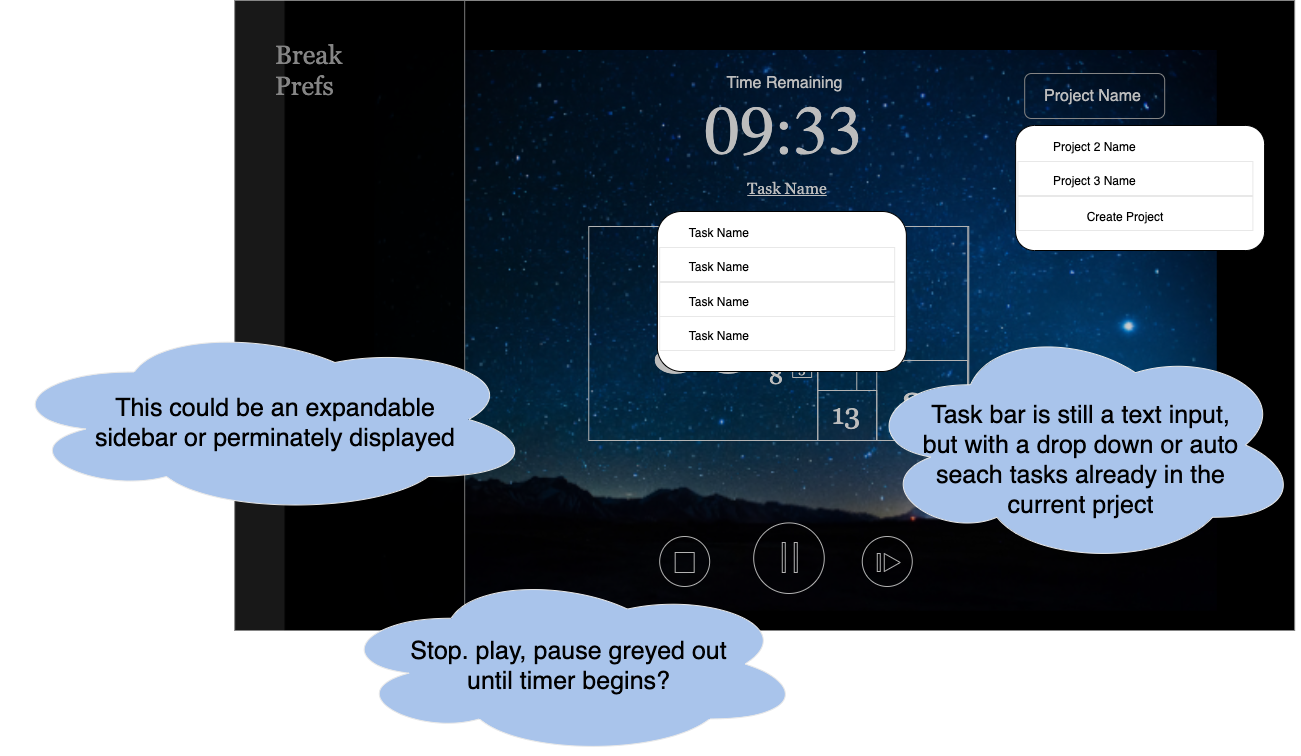 Break
Prefs
Time Remaining
09:33
Task Name
Project Name
Project 2 Name
Project 3 Name
Create Project
Task Name
Task Name
Task Name
Task Name
8
13
This could be an expandable
sidebar or perminately displayed
Task bar is still a text input,
but with a drop down or auto
seach tasks already in the
current prject
Stop. play, pause greyed out
until timer begins?